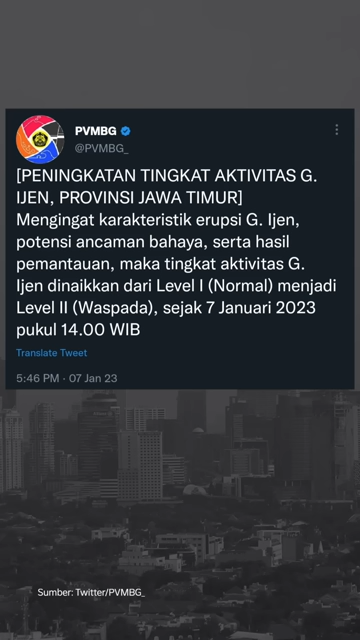 PVMBG
@PVMBG_
[PENINGKATAN TINGKAT AKTIVITAS G.
IJEN, PROVINSI JAWA TIMUR]
Mengingat karakteristik erupsi G. Ijen,
potensi ancaman bahaya, serta hasil
pemantauan, maka tingkat aktivitas G.
Ijen dinaikkan dari Level I (Normal) menjadi
Level II (Waspada), sejak 7 Januari 2023
pukul 14.00 WIB
Translate Tweet
5:46 PM · 07 Jan 23
Sumber: Twitter/PVMBG_